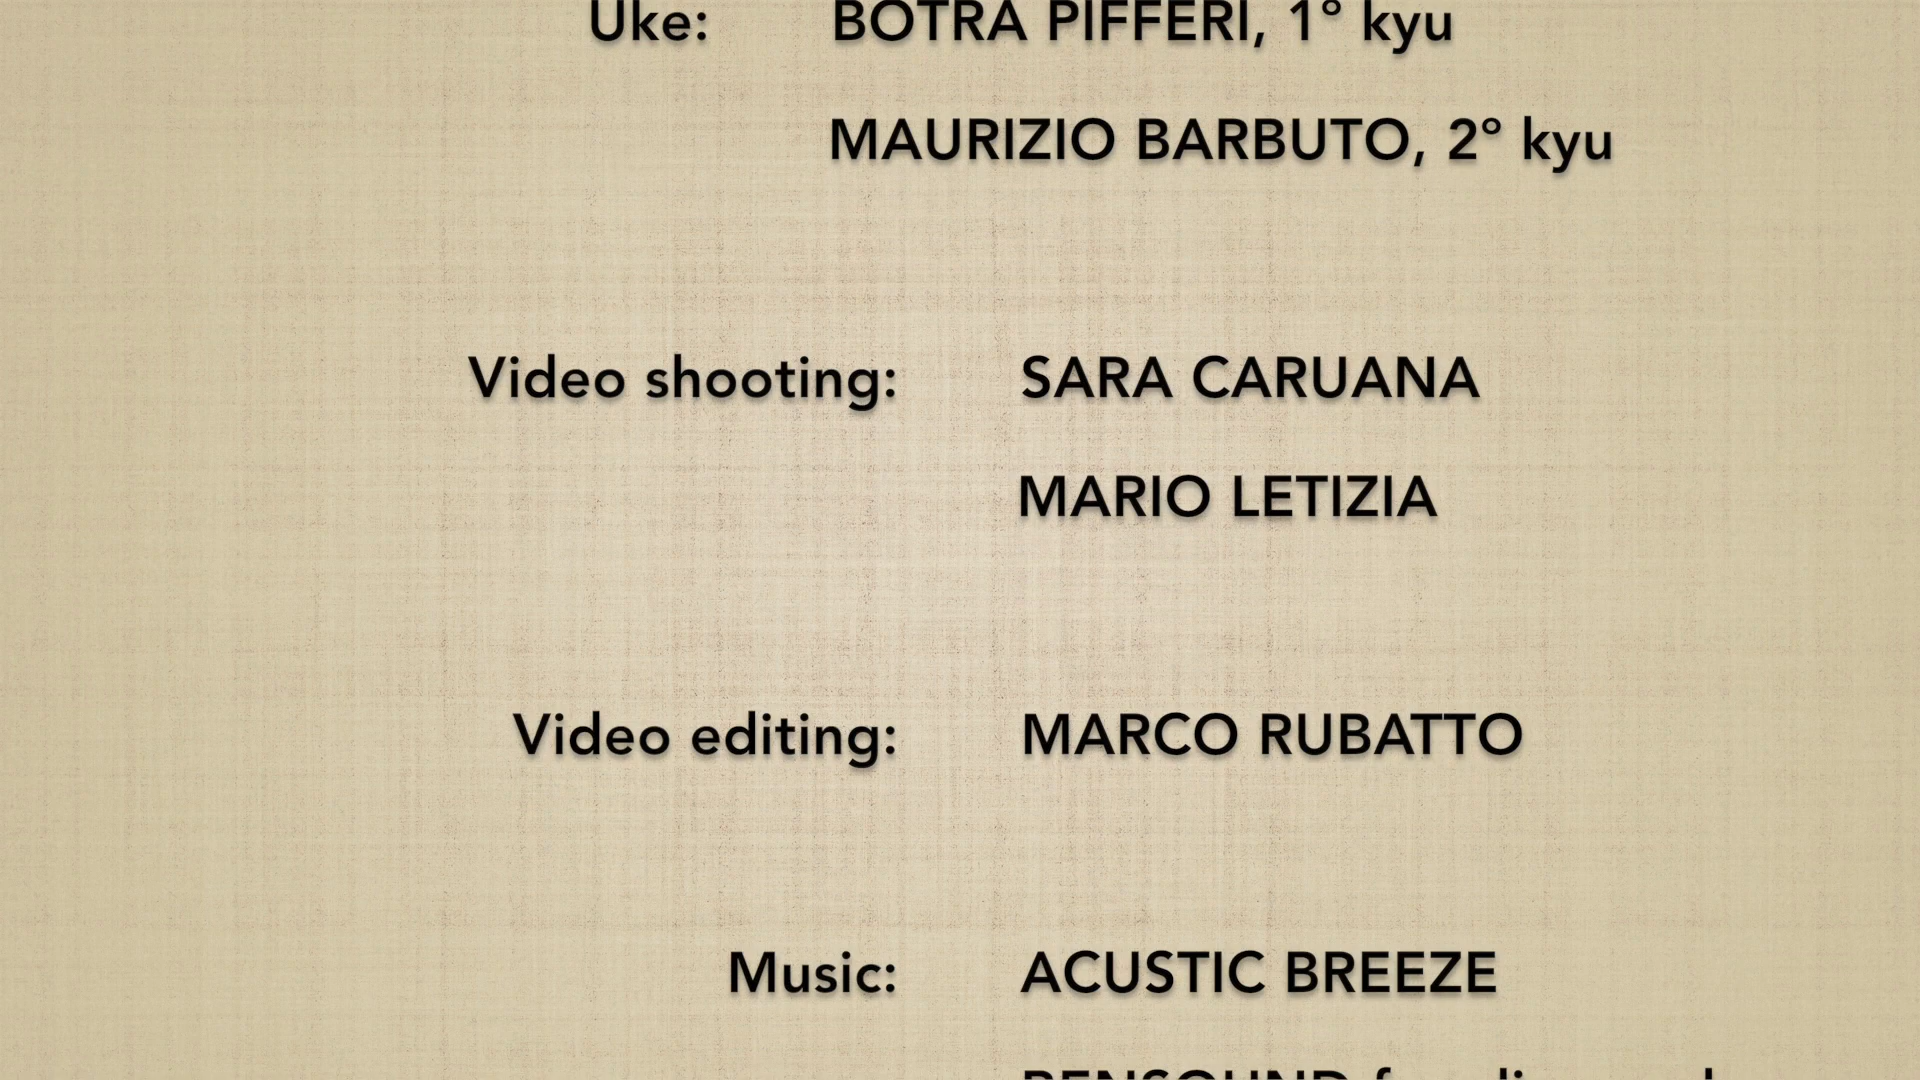 Uke: BOTRA PIFFERI, 1° kyu
MAURIZIO BARBUTO, 2° kyu
Video shooting: SARA CARUANA
MARIO LETIZIA
Video editing: MARCO RUBATTO
Music: ACUSTIC BREEZE
BENSOUND